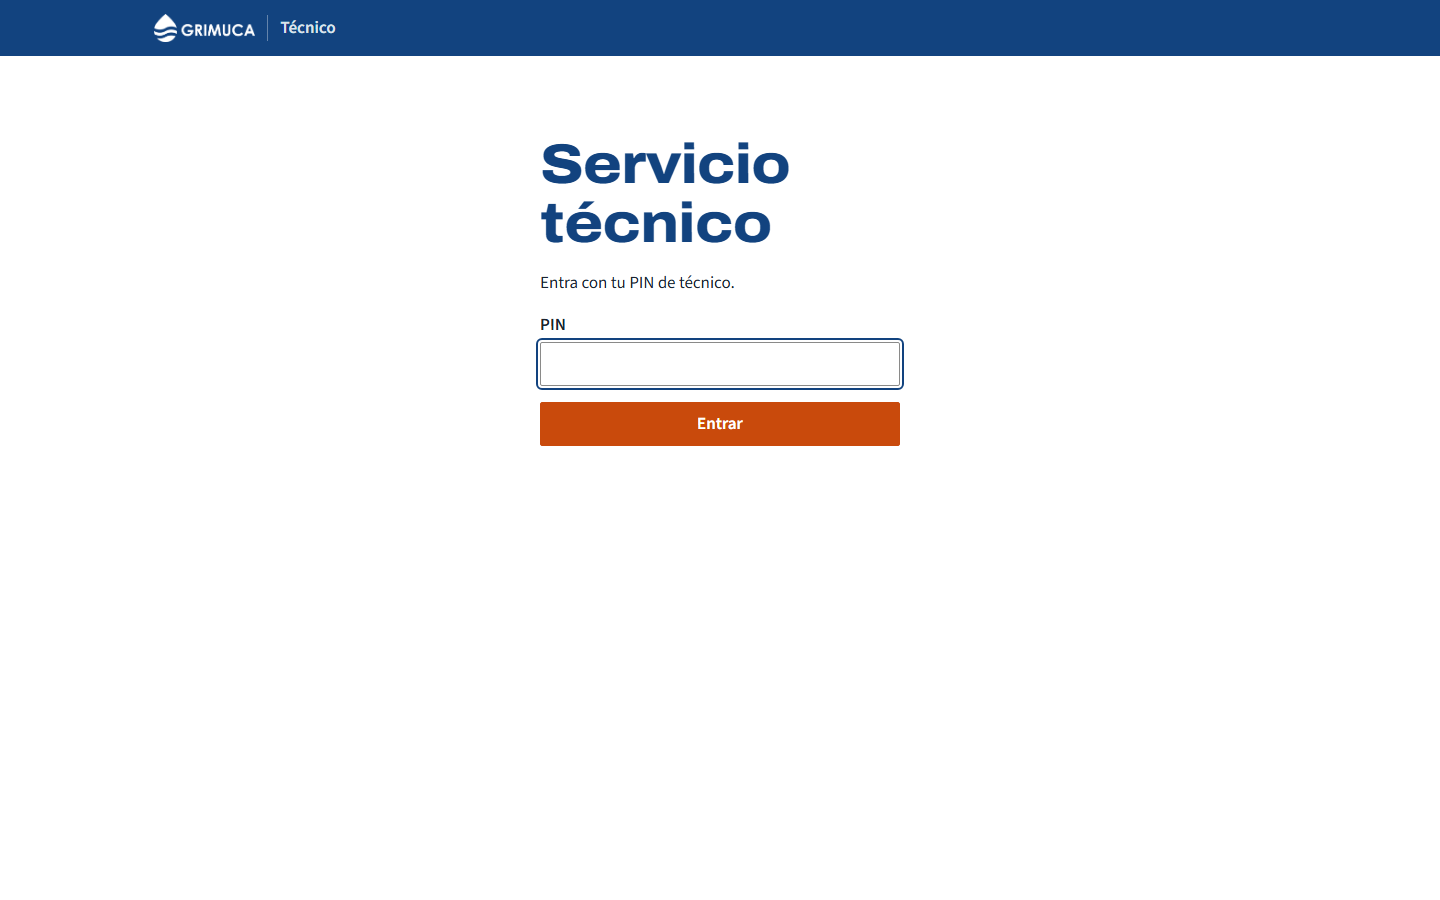 GRIMUCA
Técnico
Servicio
técnico
Entra con tu PIN de técnico.
PIN
Entrar